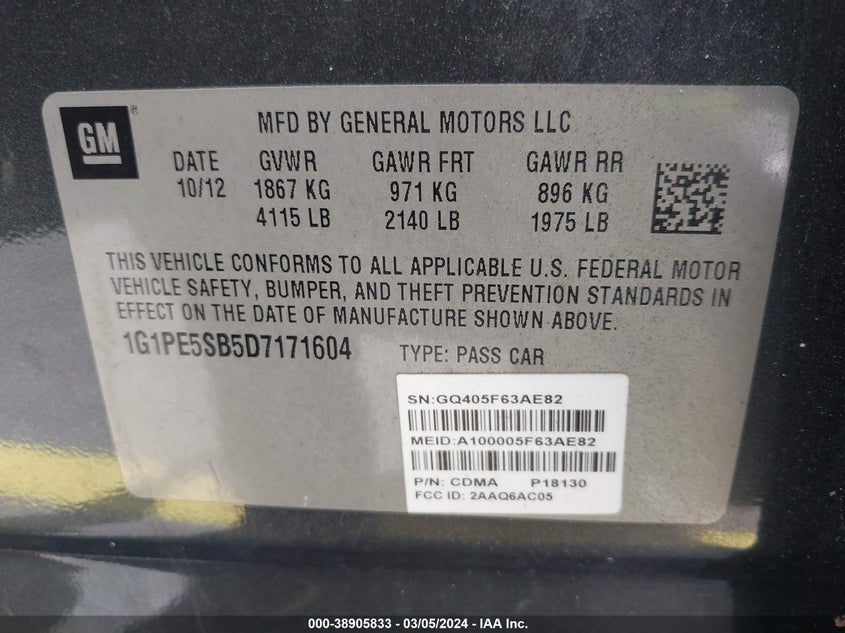 GM
MFD BY GENERAL MOTORS LLC
DATE GVWR GAWR FRT GAWR RR
10/12 1867 KG 971 KG 896 KG
4115 LB 2140 LB 1975 LB
THIS VEHICLE CONFORMS TO ALL APPLICABLE U.S. FEDERAL MOTOR
VEHICLE SAFETY, BUMPER, AND THEFT PREVENTION STANDARDS IN
EFFECT ON THE DATE OF MANUFACTURE SHOWN ABOVE.
1G1PE5SB5D7171604 TYPE: PASS CAR
SN:GQ405F63AE82
MEID:A100005F63AE82
P/N: CDMA P18130
FCC ID: 2AAQ6AC05
000-38905833 - 03/05/2024 - IAA Inc.